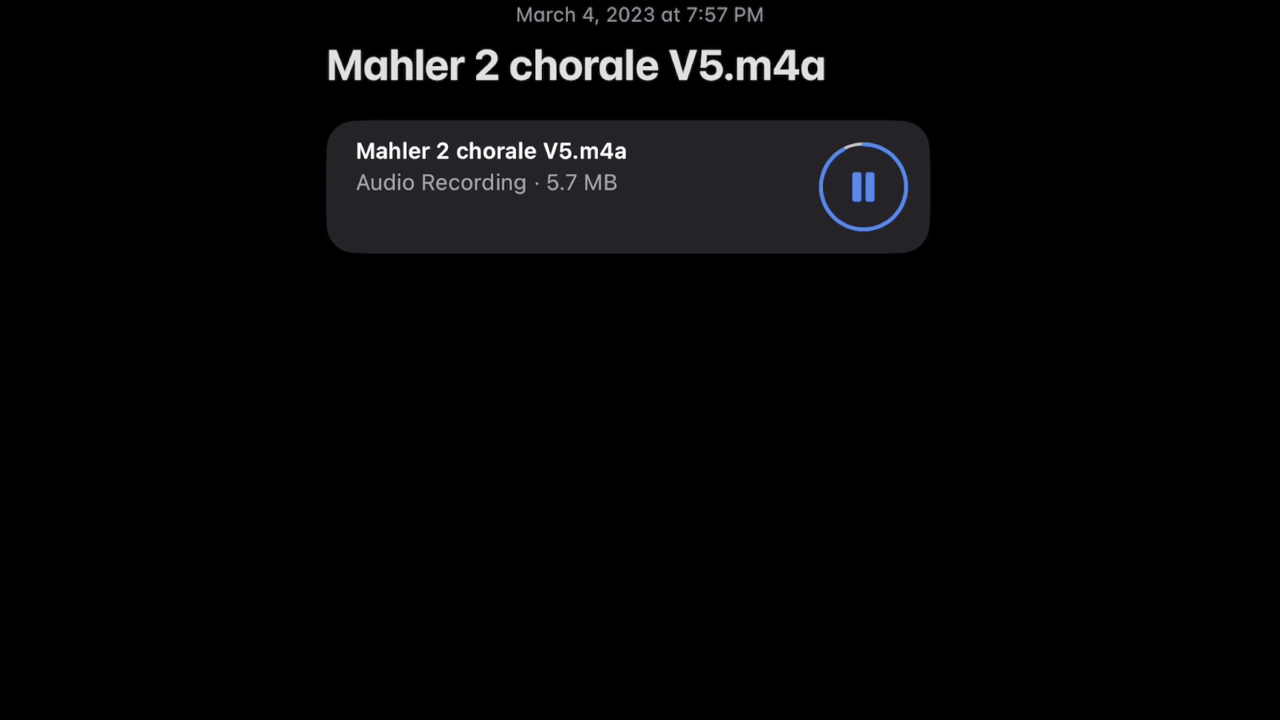 March 4, 2023 at 7:57 PM
Mahler 2 chorale V5.m4a
Mahler 2 chorale V5.m4a
Audio Recording · 5.7 MB